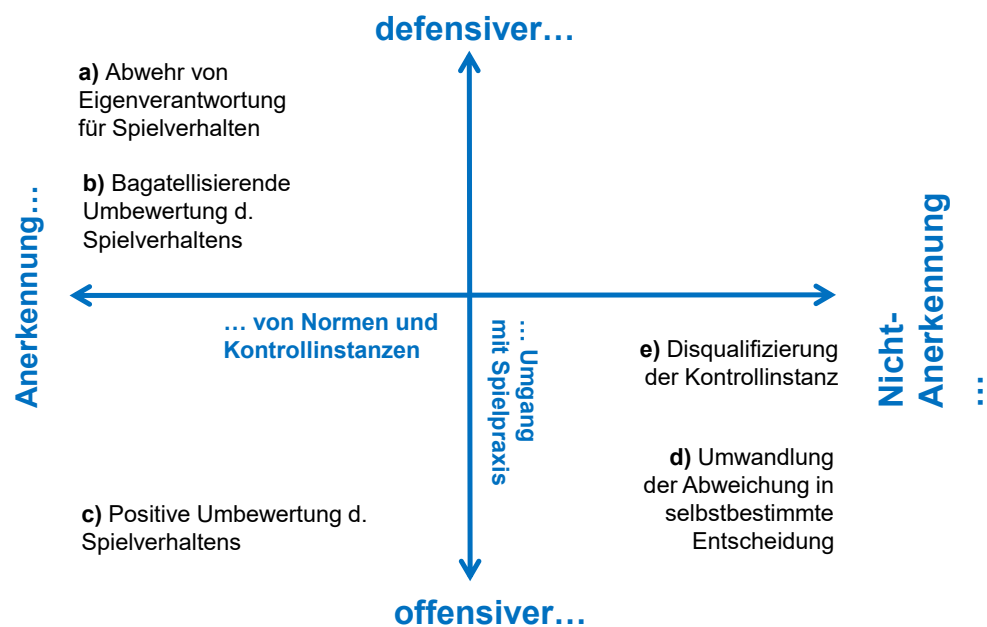 defensiver…
a) Abwehr von
Eigenverantwortung
für Spielverhalten
b) Bagatellisierende
Umbewertung d.
Spielverhaltens
Anerkennung…
… von Normen und
Kontrollinstanzen
… Umgang
mit Spielpraxis
e) Disqualifizierung
der Kontrollinstanz
Nicht-
Anerkennung
…
d) Umwandlung
der Abweichung in
selbstbestimmte
Entscheidung
c) Positive Umbewertung d.
Spielverhaltens
offensiver…